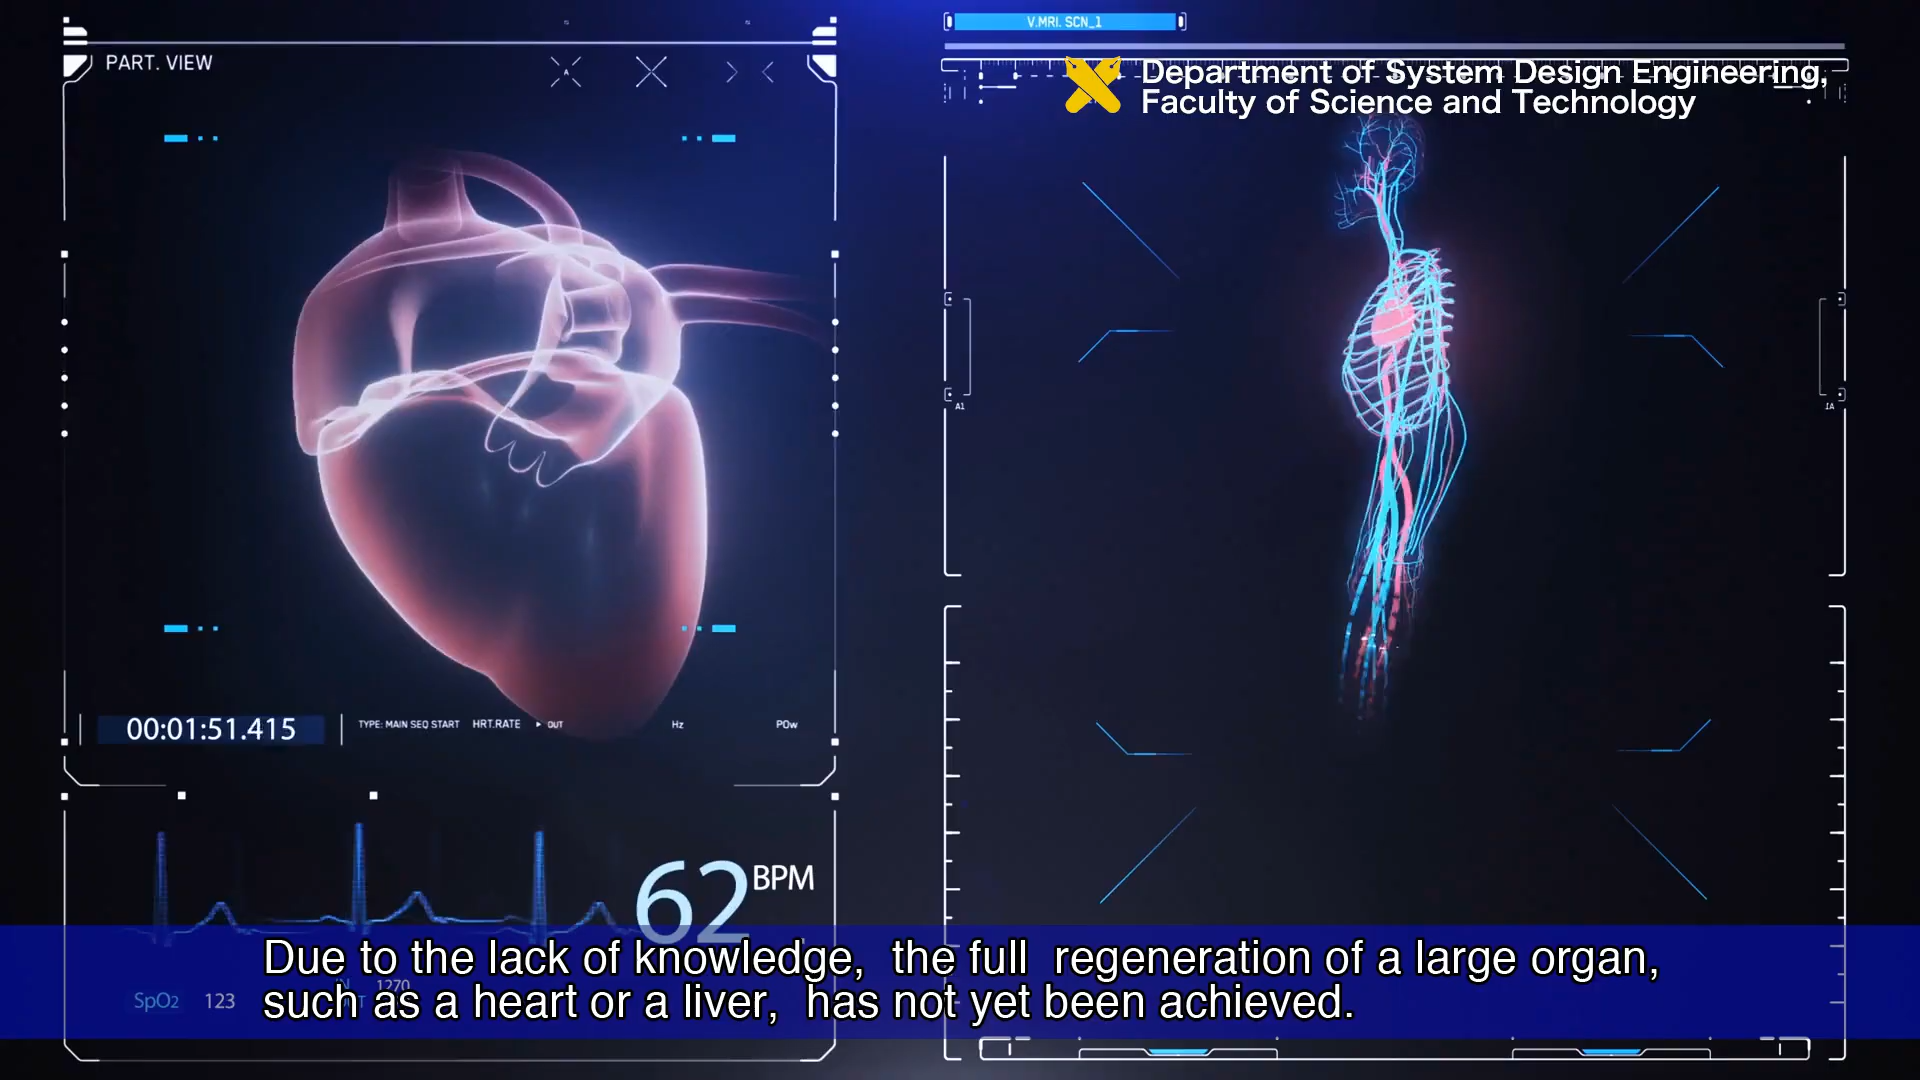 V.MRI. SCN_1
PART. VIEW
Department of System Design Engineering,
Faculty of Science and Technology
A
A1
IA
00:01:51.415
TYPE: MAIN SEQ START
HRT.RATE
OUT
Hz
POw
62 BPM
Due to the lack of knowledge, the full regeneration of a large organ,
such as a heart or a liver, has not yet been achieved.
SpO2
123
1270